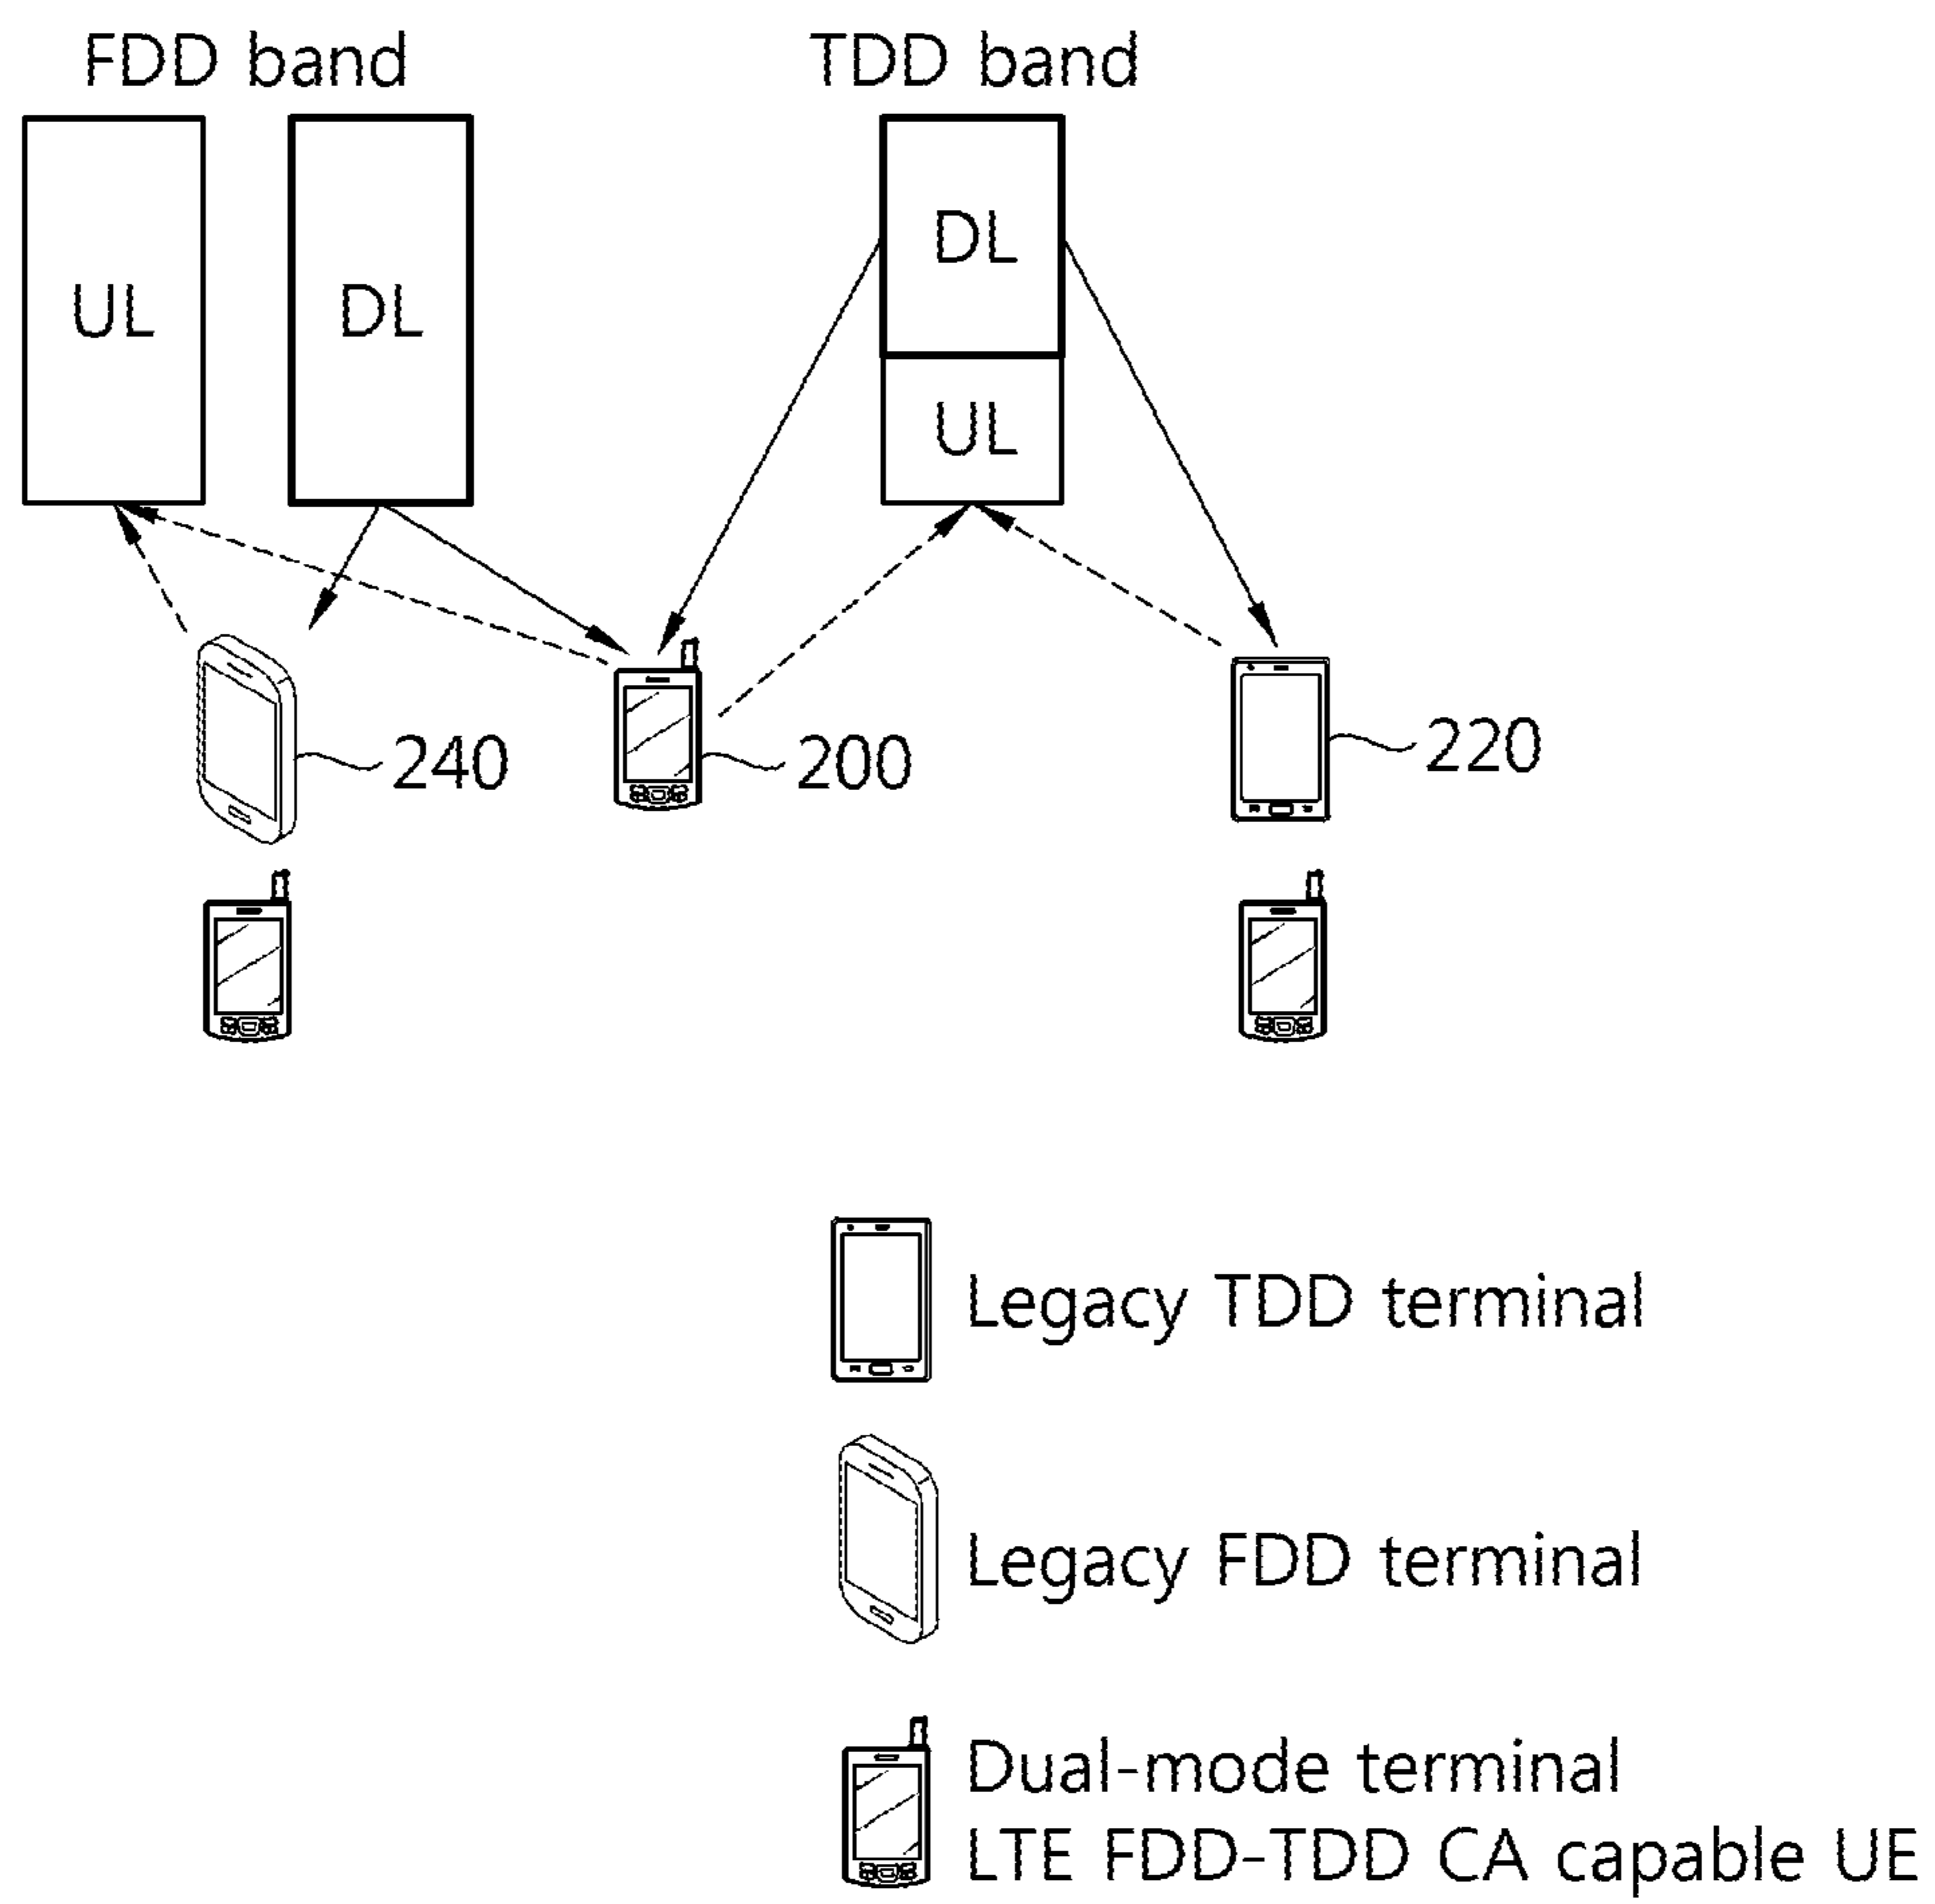 FDD band
TDD band
UL
DL
DL
UL
240
200
220
Legacy TDD terminal
Legacy FDD terminal
Dual-mode terminal
LTE FDD-TDD CA capable UE